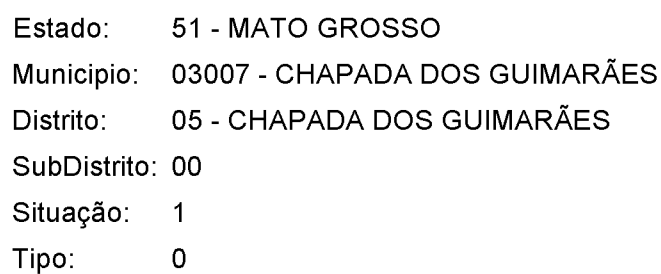 Estado: 51 - MATO GROSSO
Municipio: 03007 - CHAPADA DOS GUIMARÃES
Distrito: 05 - CHAPADA DOS GUIMARÃES
SubDistrito: 00
Situação: 1
Tipo: 0